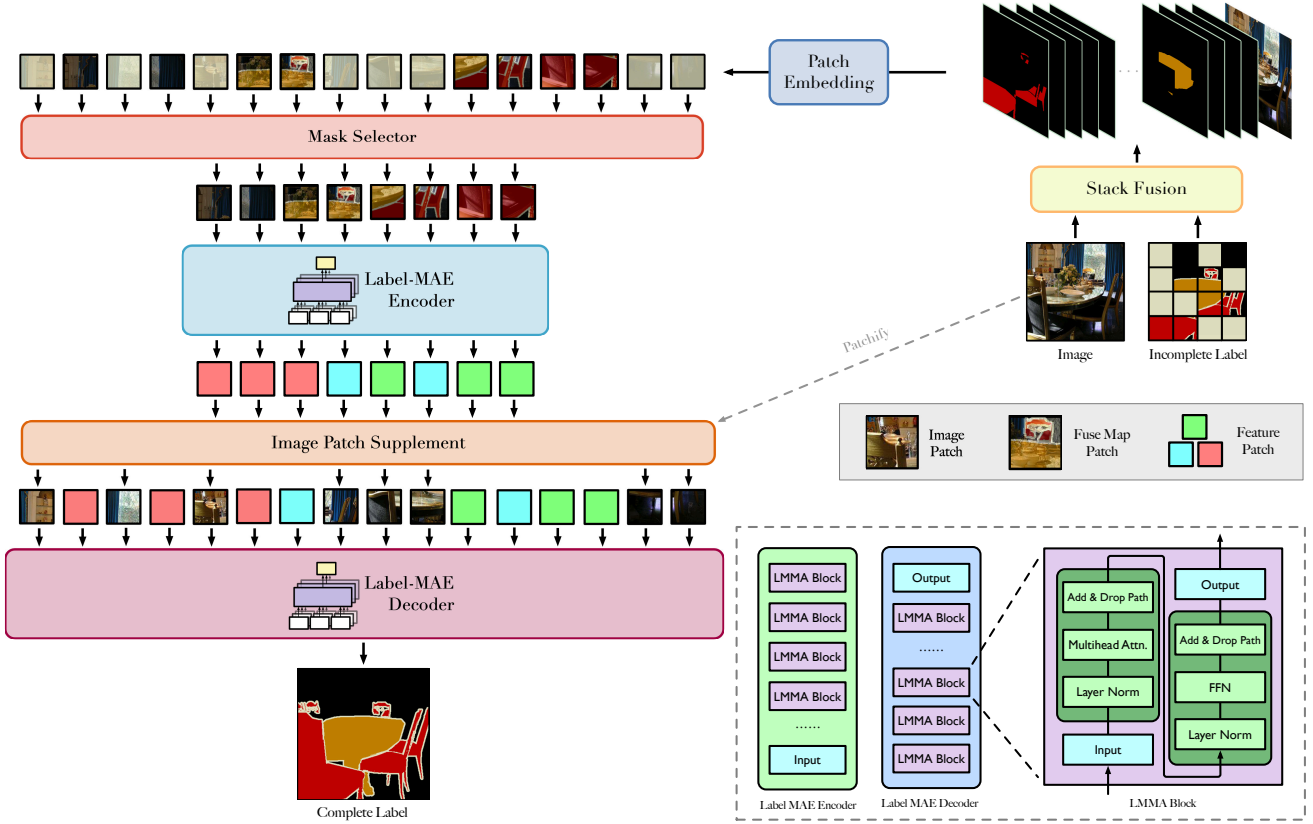 Patch
Embedding
Mask Selector
Stack Fusion
Label-MAE
Encoder
Patchify
Image
Incomplete Label
Image Patch Supplement
Image
Patch
Fuse Map
Patch
Feature
Patch
Label-MAE
Decoder
Complete Label
LMMA Block
LMMA Block
LMMA Block
LMMA Block
......
Input
Label MAE Encoder
Output
LMMA Block
......
LMMA Block
LMMA Block
LMMA Block
Label MAE Decoder
Add & Drop Path
Multihead Attn.
Layer Norm
Input
Output
Add & Drop Path
FFN
Layer Norm
LMMA Block